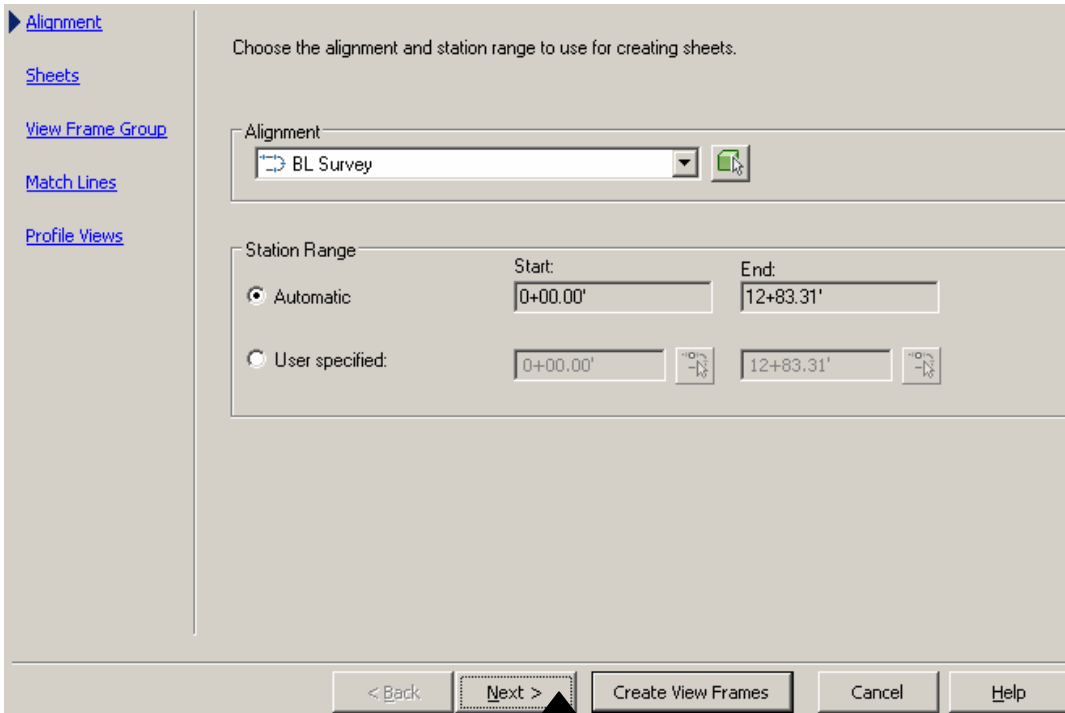 Alignment
Sheets
View Frame Group
Match Lines
Profile Views
Choose the alignment and station range to use for creating sheets.
Alignment
BL Survey
Station Range
Start:
End:
Automatic
0+00.00'
12+83.31'
User specified:
0+00.00'
12+83.31'
< Back
Next >
Create View Frames
Cancel
Help